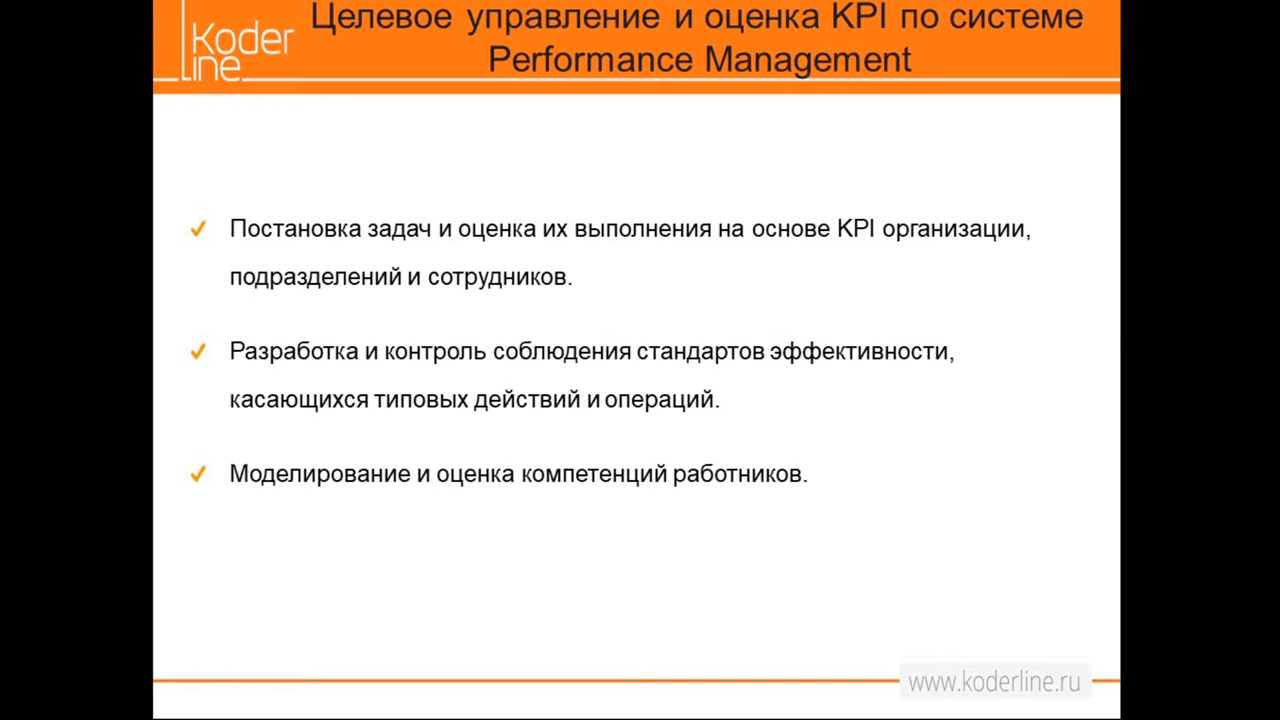 Koder
line
Целевое управление и оценка KPI по системе
Performance Management
Постановка задач и оценка их выполнения на основе KPI организации,
подразделений и сотрудников.
Разработка и контроль соблюдения стандартов эффективности,
касающихся типовых действий и операций.
Моделирование и оценка компетенций работников.
www.koderline.ru